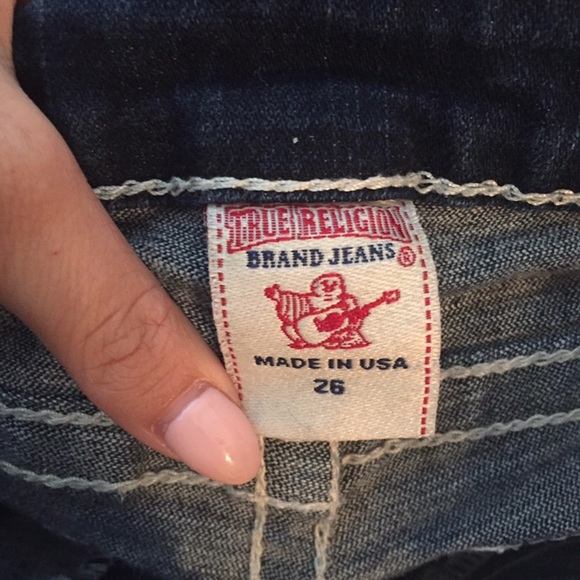 TRUE RELIGION
BRAND JEANS®
MADE IN USA
26